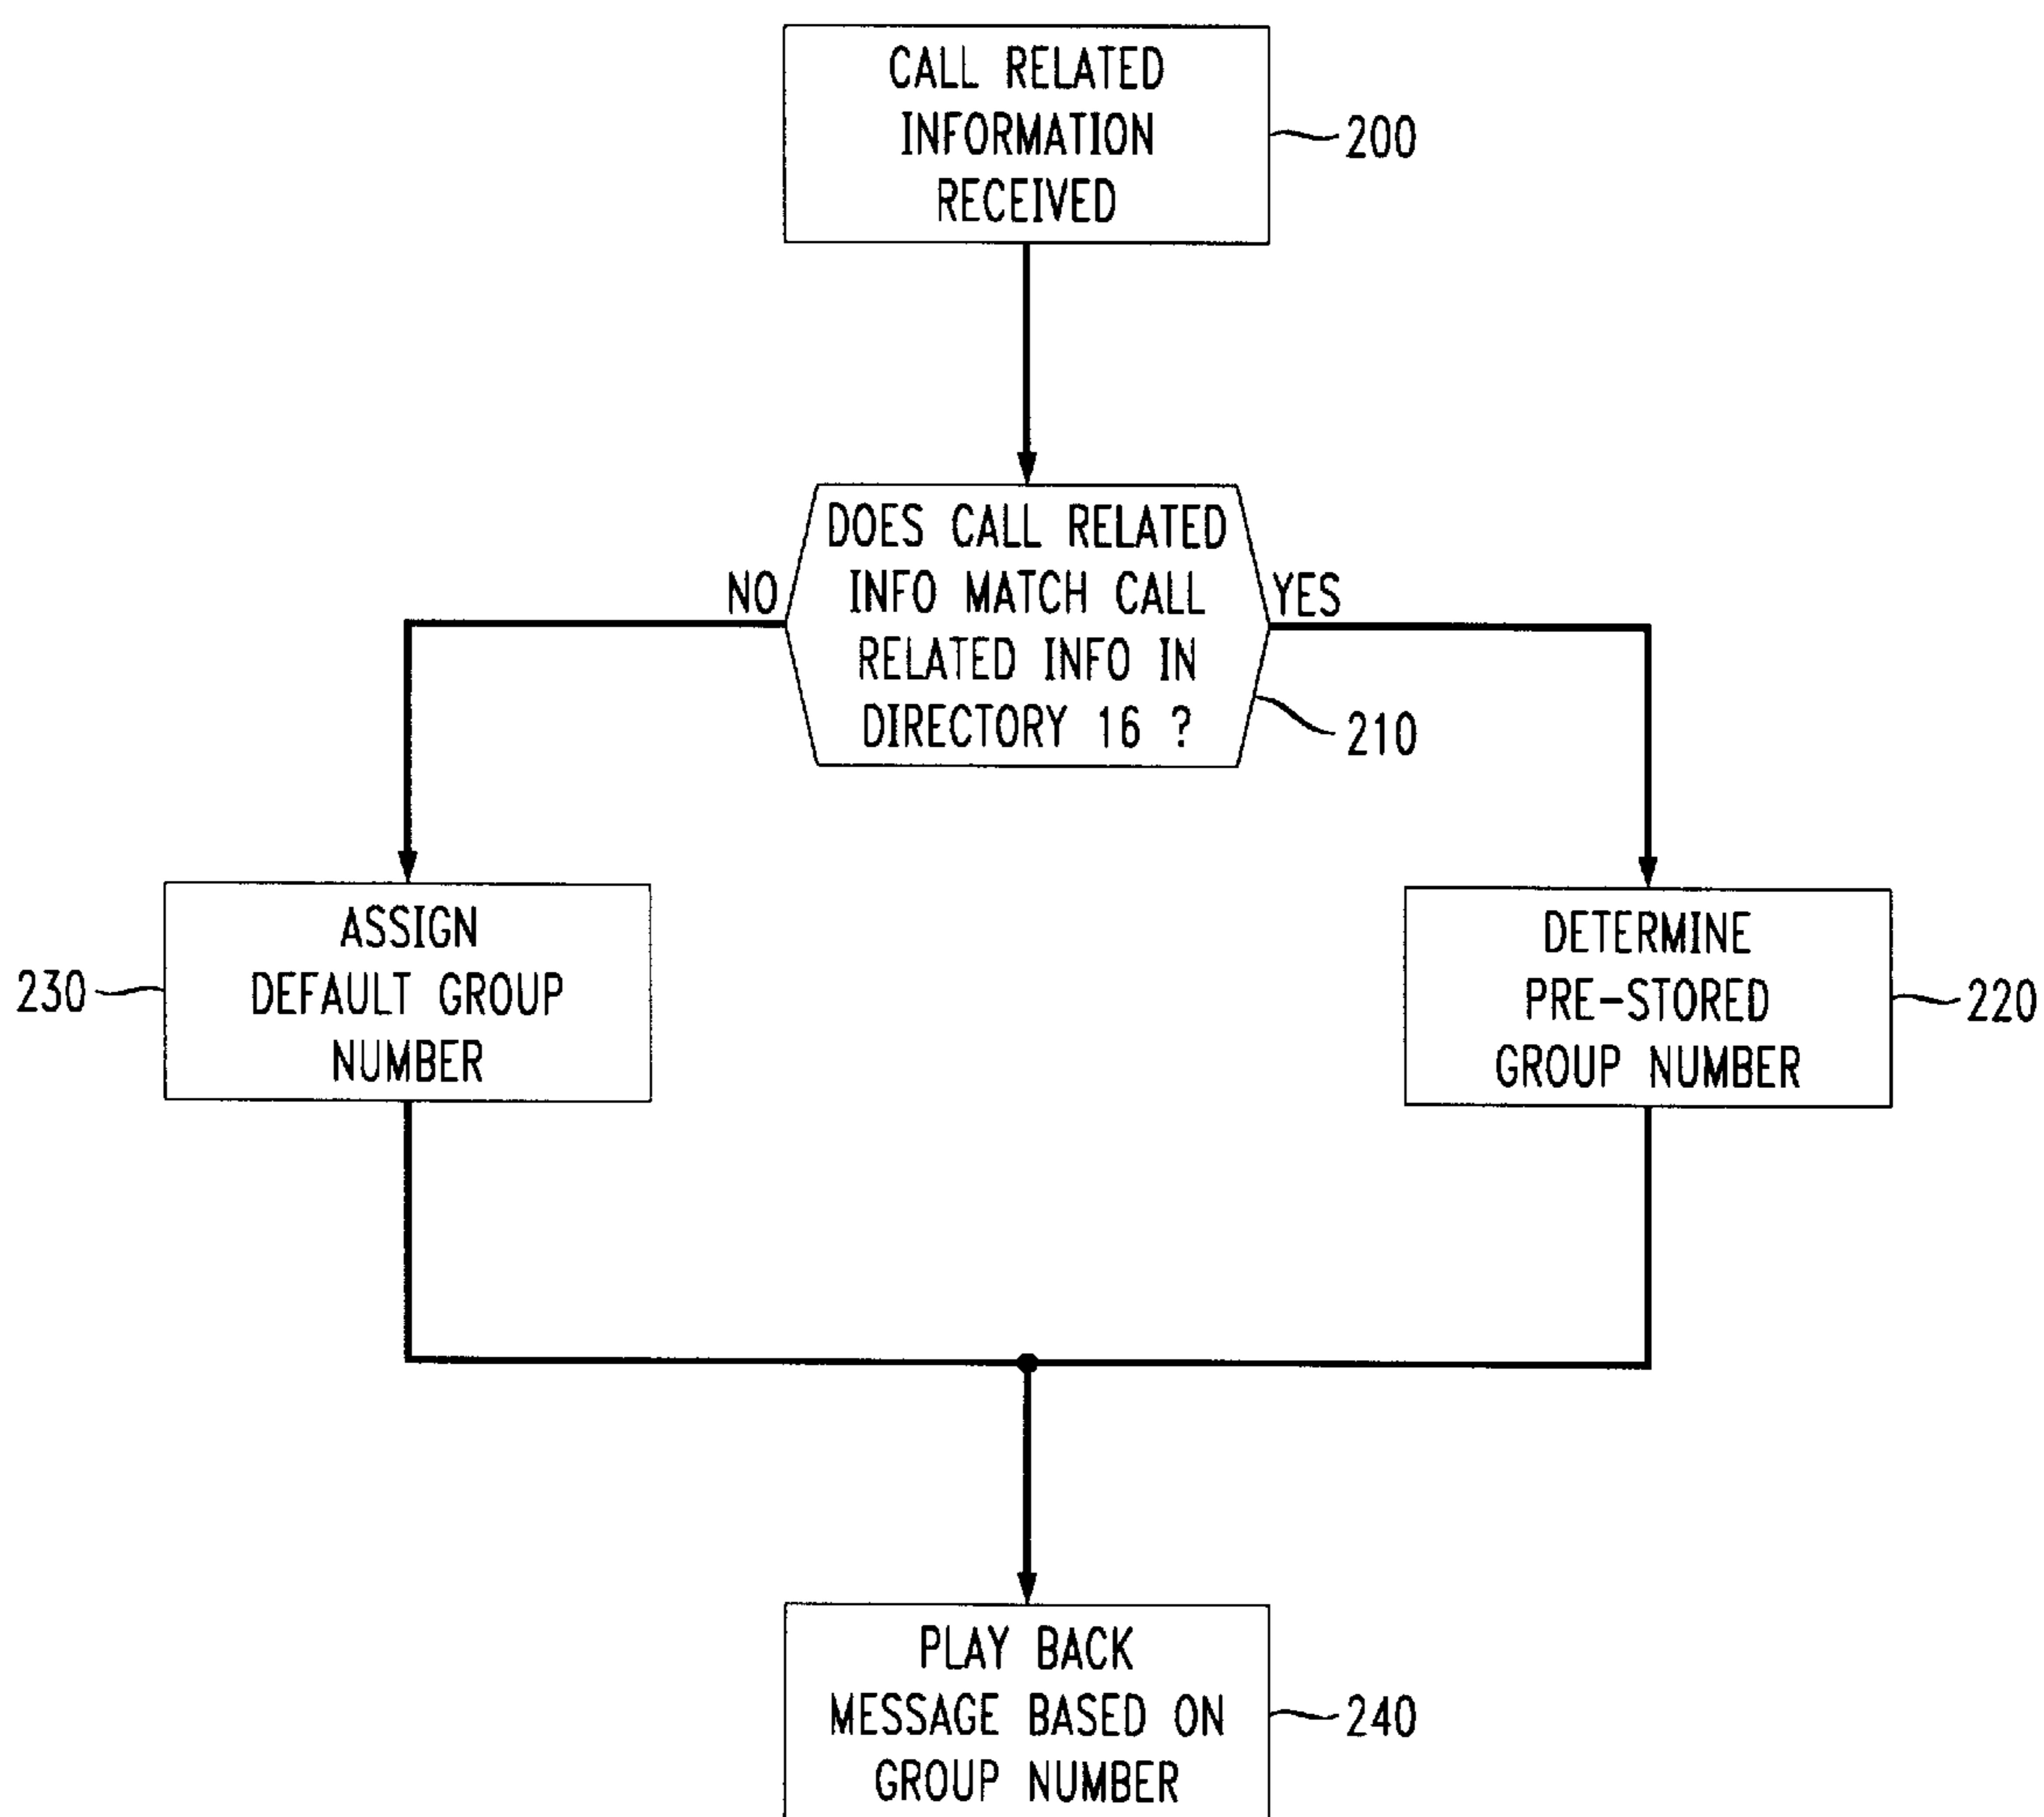 CALL RELATED
INFORMATION
RECEIVED
200
DOES CALL RELATED
INFO MATCH CALL
RELATED INFO IN
DIRECTORY 16 ?
NO
YES
210
ASSIGN
DEFAULT GROUP
NUMBER
230
DETERMINE
PRE-STORED
GROUP NUMBER
220
PLAY BACK
MESSAGE BASED ON
GROUP NUMBER
240